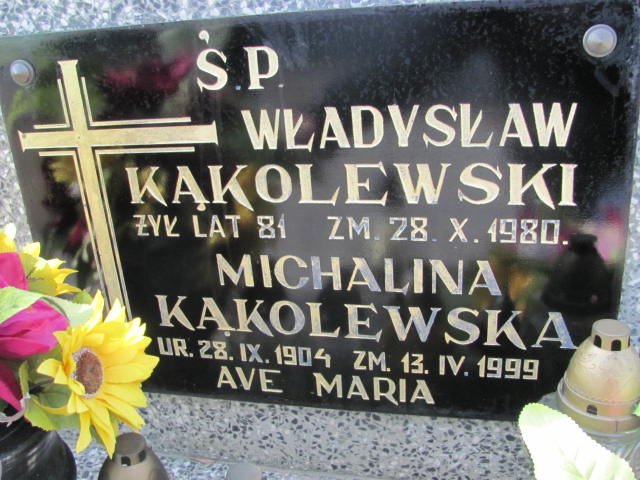 Ś.P.
WŁADYSŁAW
KĄKOLEWSKI
ŻYŁ LAT 81 ZM. 28. X. 1980.
MICHALINA
KĄKOLEWSKA
UR. 28. IX. 1904 ZM. 13. IV. 1999
AVE MARIA